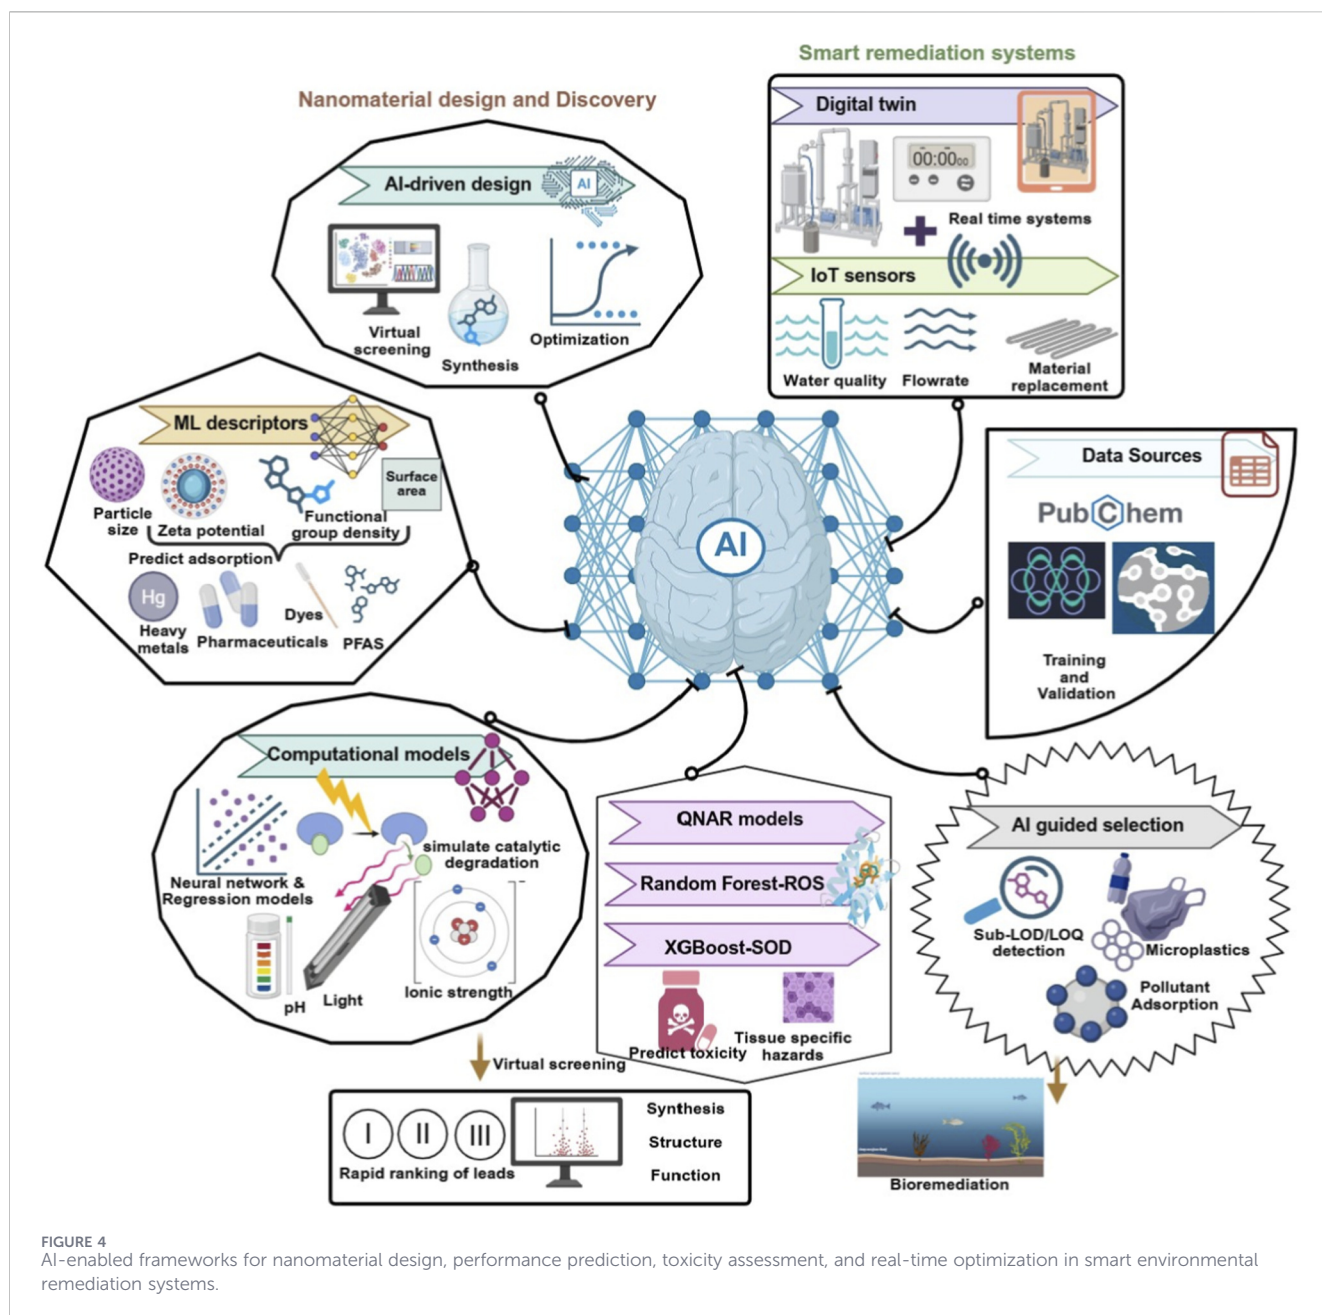 Smart remediation systems
Nanomaterial design and Discovery
AI-driven design
AI
Virtual
screening
Synthesis
Optimization
Digital twin
00:00 00
Real time systems
IoT sensors
Water quality
Flowrate
Material
replacement
ML descriptors
Surface
area
Particle
size
Zeta potential
Functional
group density
Predict adsorption
Hg
Heavy
metals
Pharmaceuticals
Dyes
PFAS
AI
Data Sources
PubChem
Training
and
Validation
Computational models
simulate catalytic
degradation
Neural network &
Regression models
pH
Light
Ionic strength
QNAR models
Random Forest-ROS
XGBoost-SOD
Predict toxicity
Tissue specific
hazards
AI guided selection
Sub-LOD/LOQ
detection
Microplastics
Pollutant
Adsorption
Virtual screening
I II III
Rapid ranking of leads
Synthesis
Structure
Function
Bioremediation
FIGURE 4
AI-enabled frameworks for nanomaterial design, performance prediction, toxicity assessment, and real-time optimization in smart environmental
remediation systems.